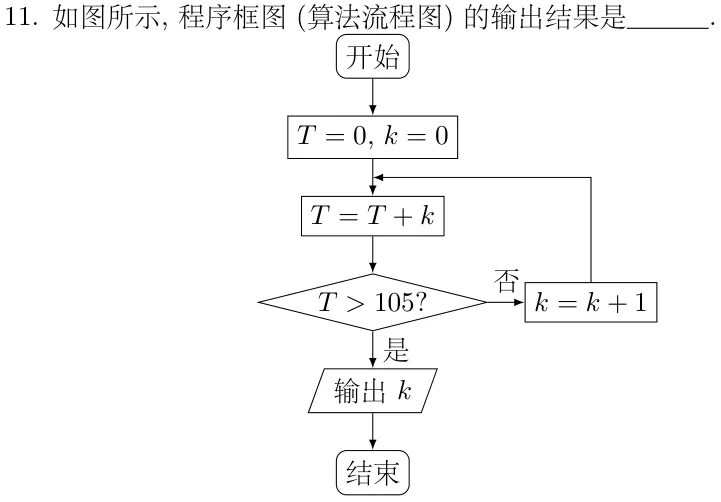 11. 如图所示, 程序框图 (算法流程图) 的输出结果是______.
开始
T = 0, k = 0
T = T + k
T > 105?
否
k = k + 1
是
输出 k
结束